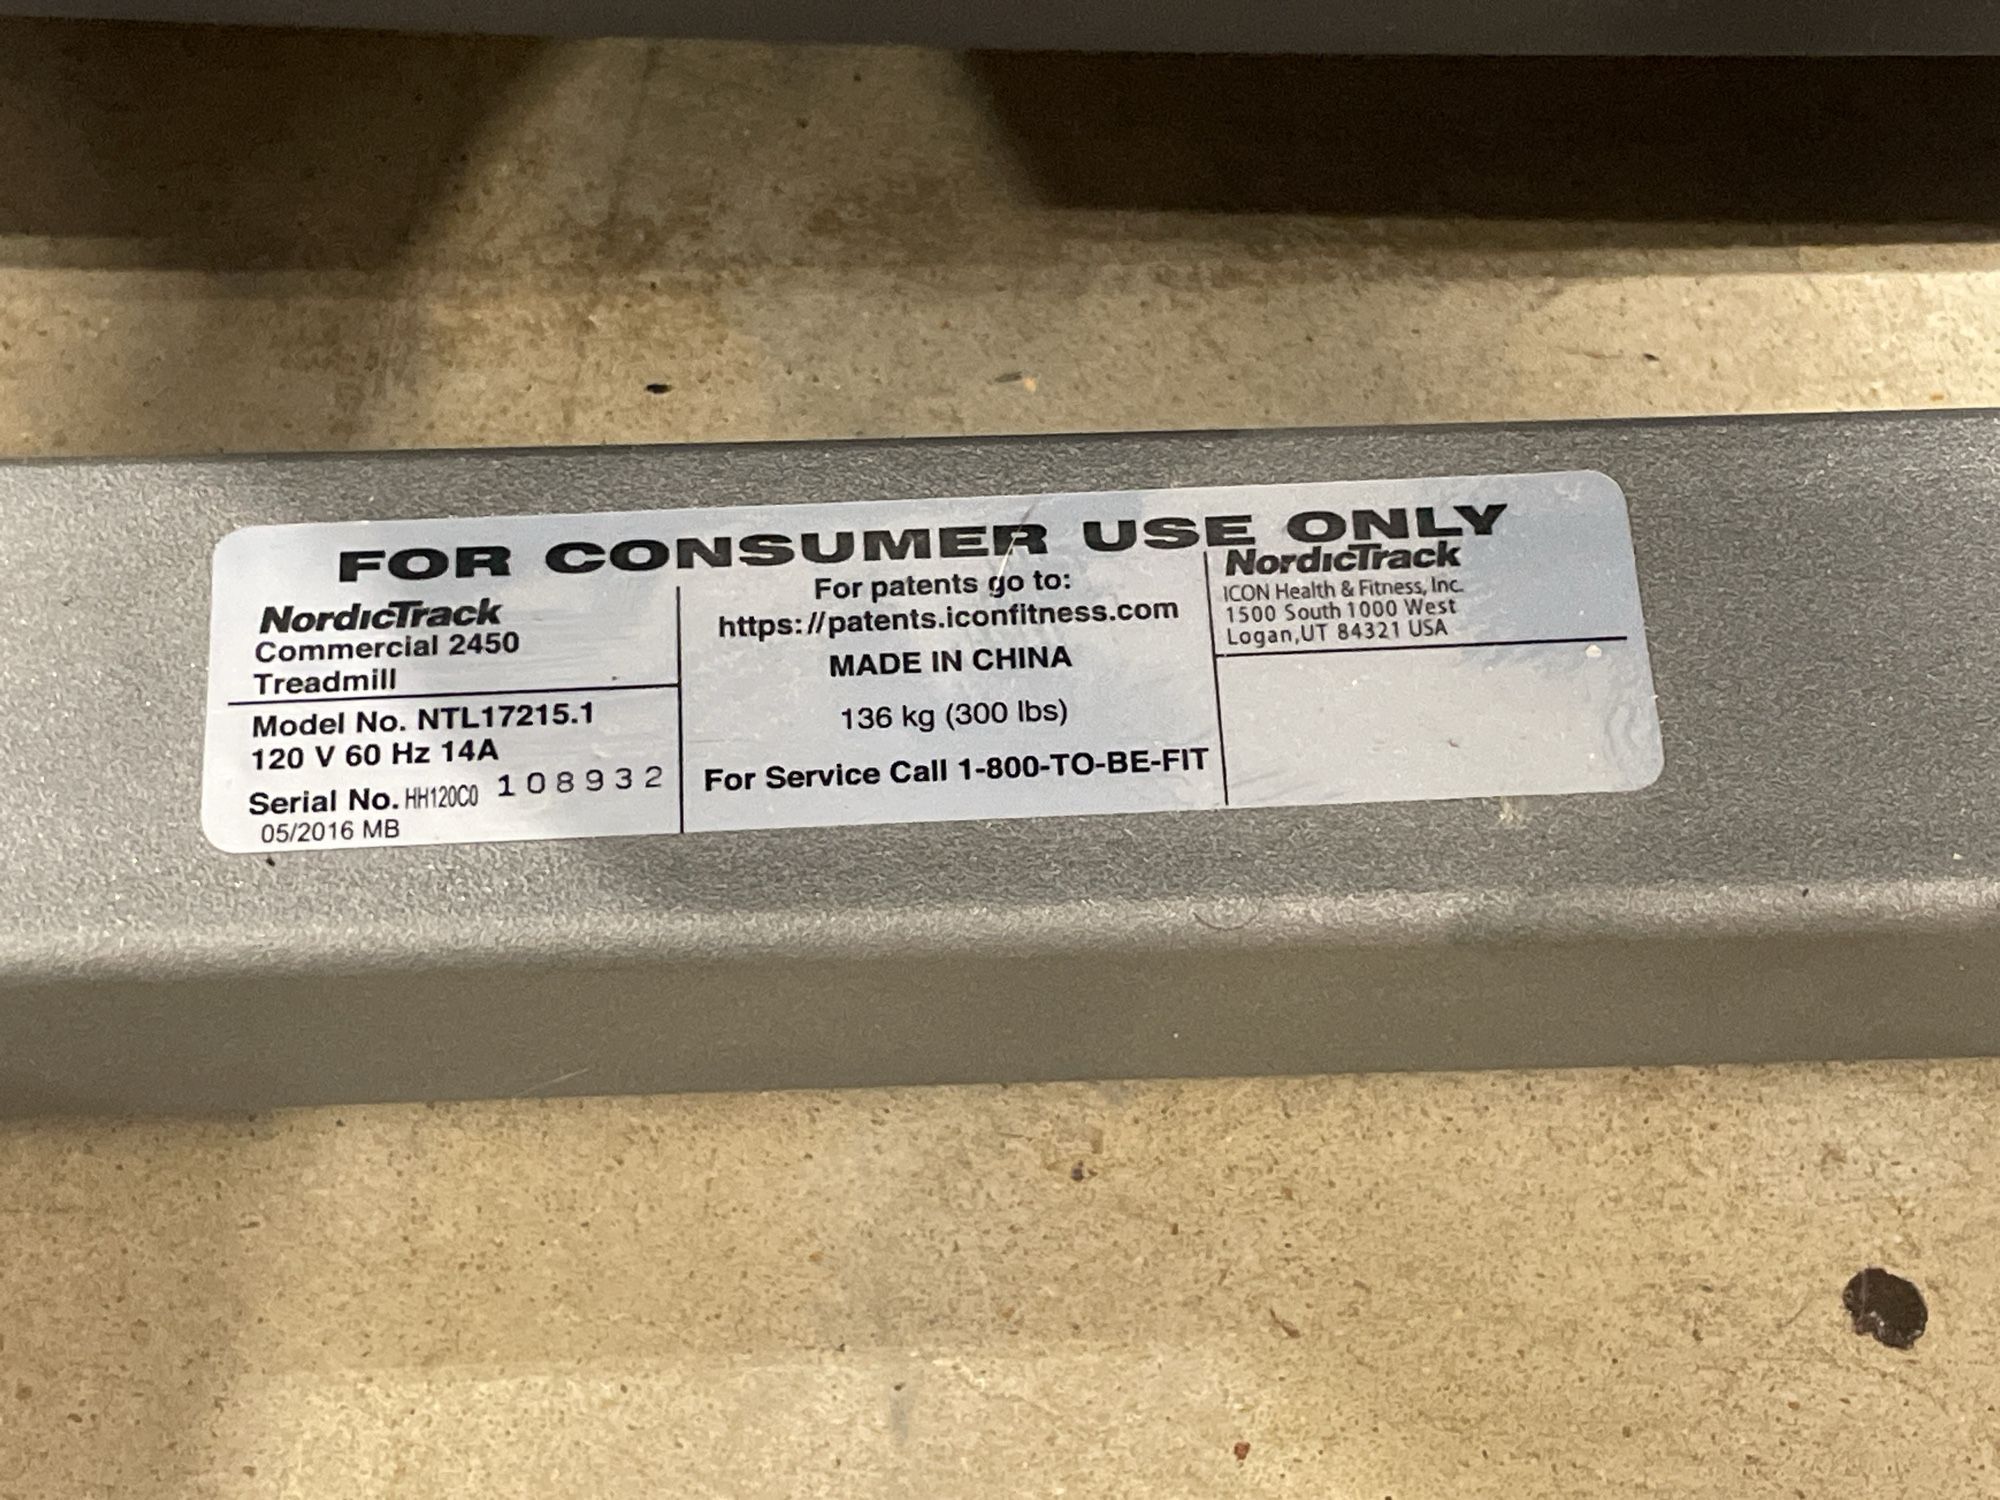 FOR CONSUMER USE ONLY
NordicTrack
Commercial 2450
Treadmill
Model No. NTL17215.1
120 V 60 Hz 14A
Serial No. HH120C0 108932
05/2016 MB
For patents go to:
https://patents.iconfitness.com
MADE IN CHINA
136 kg (300 lbs)
For Service Call 1-800-TO-BE-FIT
NordicTrack
ICON Health & Fitness, Inc.
1500 South 1000 West
Logan,UT 84321 USA